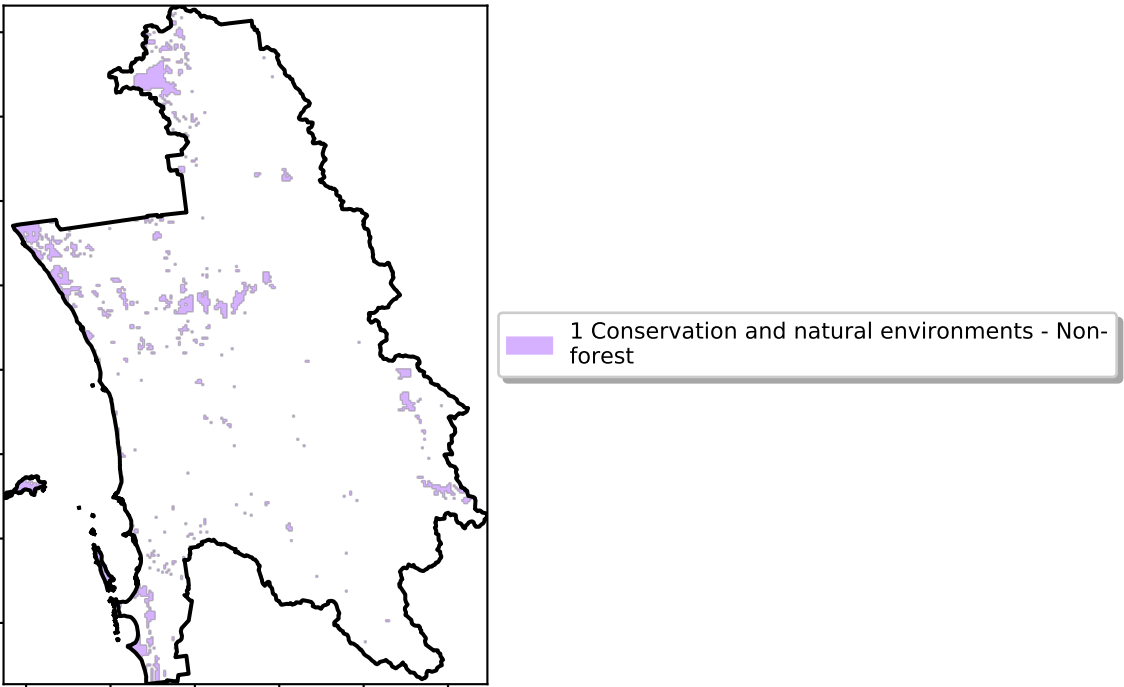 1 Conservation and natural environments - Non-
forest